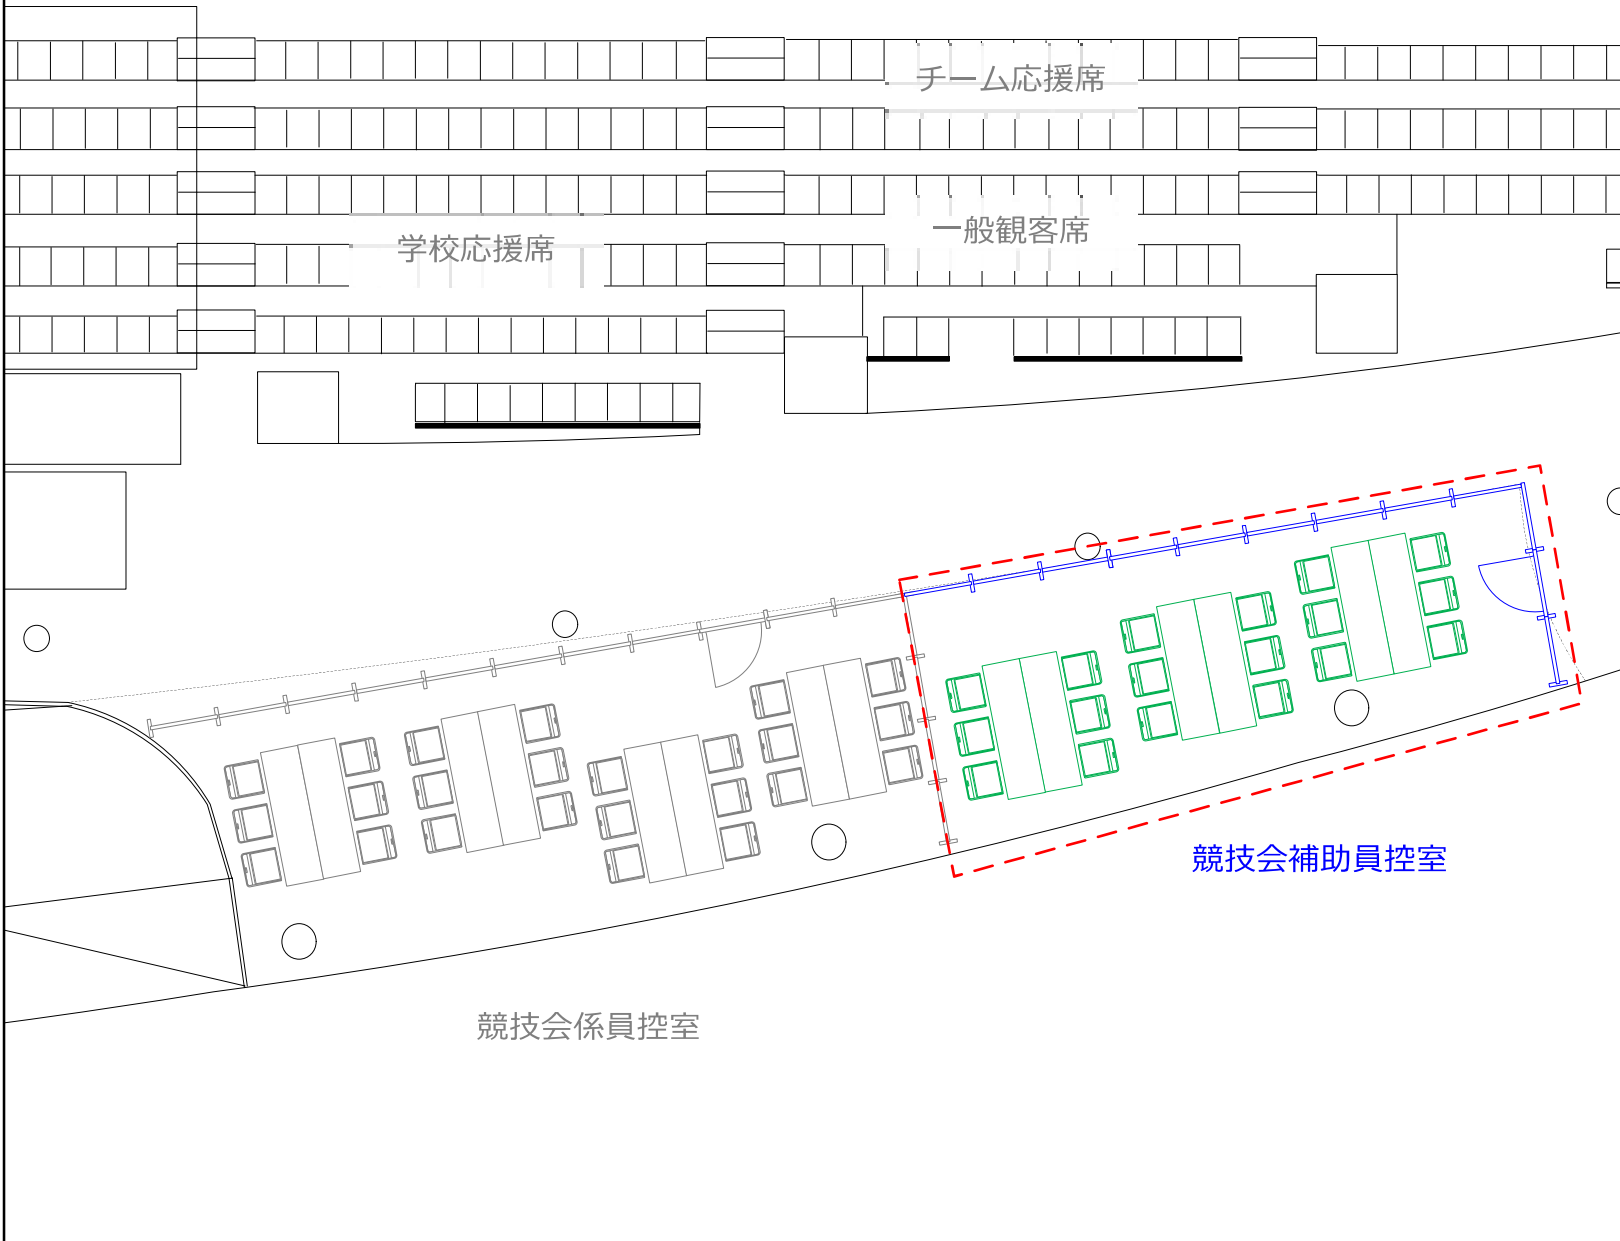 チーム応援席
一般観客席
学校応援席
競技会補助員控室
競技会係員控室